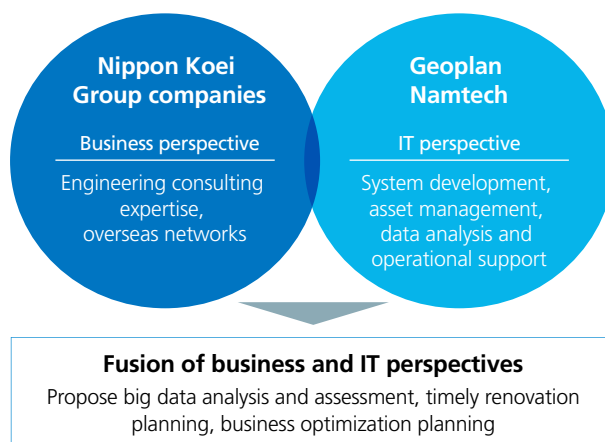 Nippon Koei
Group companies
Business perspective
Engineering consulting
expertise,
overseas networks
Geoplan
Namtech
IT perspective
System development,
asset management,
data analysis and
operational support
Fusion of business and IT perspectives
Propose big data analysis and assessment, timely renovation
planning, business optimization planning